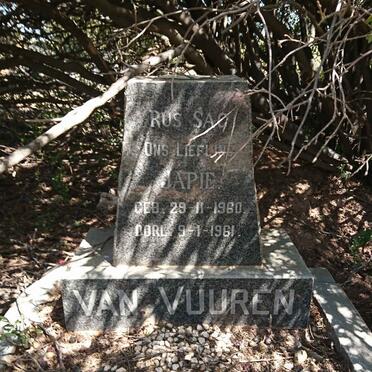 RUS SAG
ONS LIEFLING
JAPIE
GEB. 29-11-1960.
OORL. 9-1-1961.
VAN VUUREN